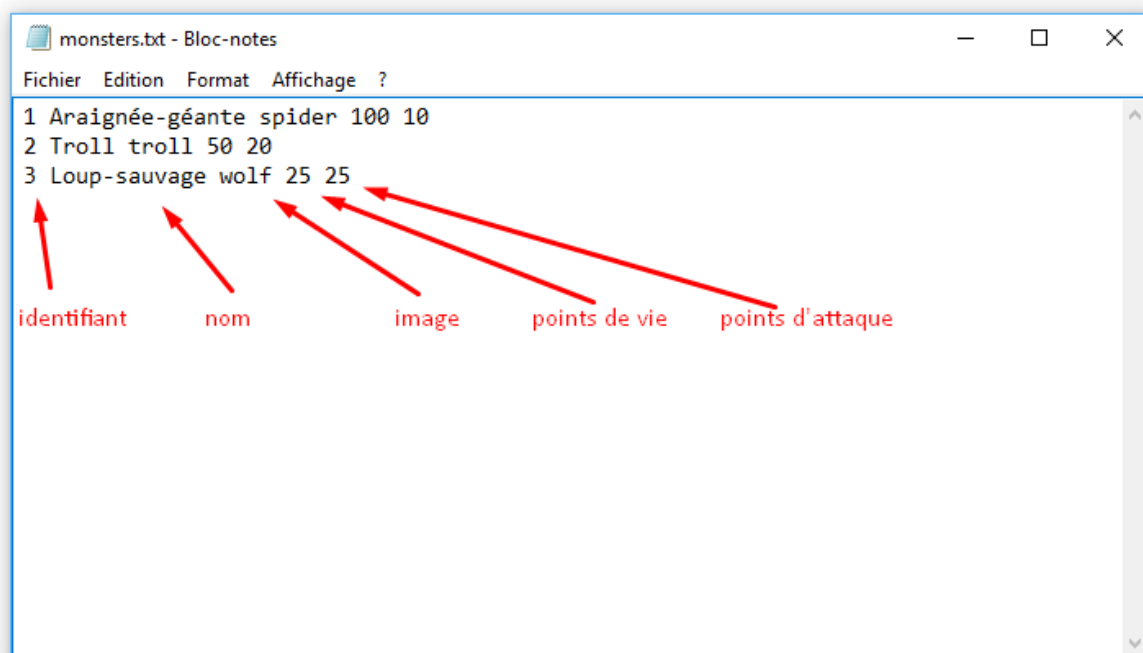 monsters.txt - Bloc-notes
Fichier Edition Format Affichage ?
1 Araignée-géante spider 100 10
2 Troll troll 50 20
3 Loup-sauvage wolf 25 25
identifiant nom image points de vie points d'attaque